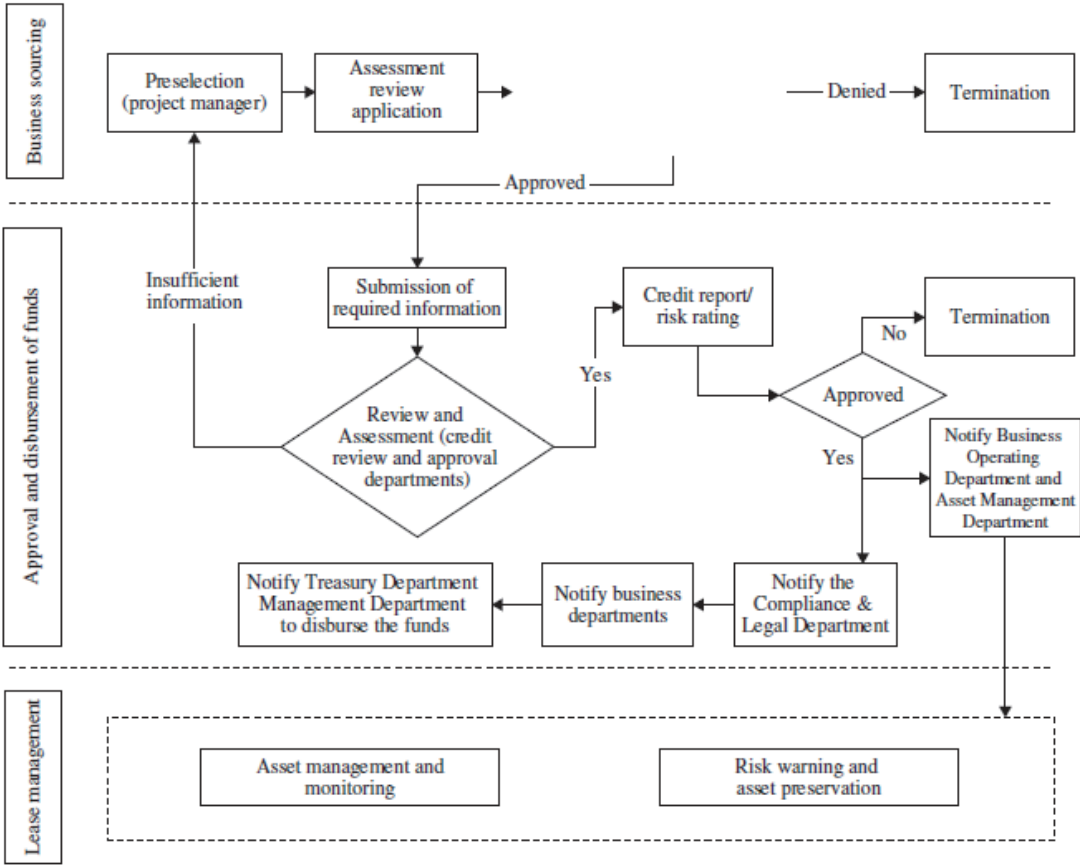 Business sourcing
Preselection
(project manager)
Assessment
review
application
Denied
Termination
Approved
Approval and disbursement of funds
Insufficient
information
Submission of
required information
Credit report/
risk rating
Termination
No
Yes
Approved
Review and
Assessment (credit
review and approval
departments)
Yes
Notify Business
Operating
Department and
Asset Management
Department
Notify Treasury Department
Management Department
to disburse the funds
Notify business
departments
Notify the
Compliance &
Legal Department
Lease management
Asset management and
monitoring
Risk warning and
asset preservation